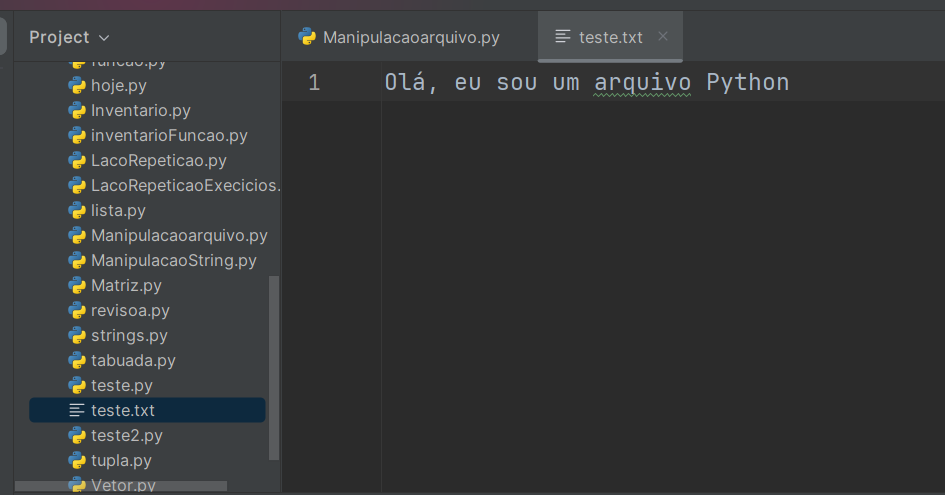 Project
Manipulacaoarquivo.py
teste.txt
funcao.py
hoje.py
Inventario.py
inventarioFuncao.py
LacoRepeticao.py
LacoRepeticaoExecicios.
lista.py
Manipulacaoarquivo.py
ManipulacaoString.py
Matriz.py
revisoa.py
strings.py
tabuada.py
teste.py
teste.txt
teste2.py
tupla.py
Vetor.py
1 Olá, eu sou um arquivo Python